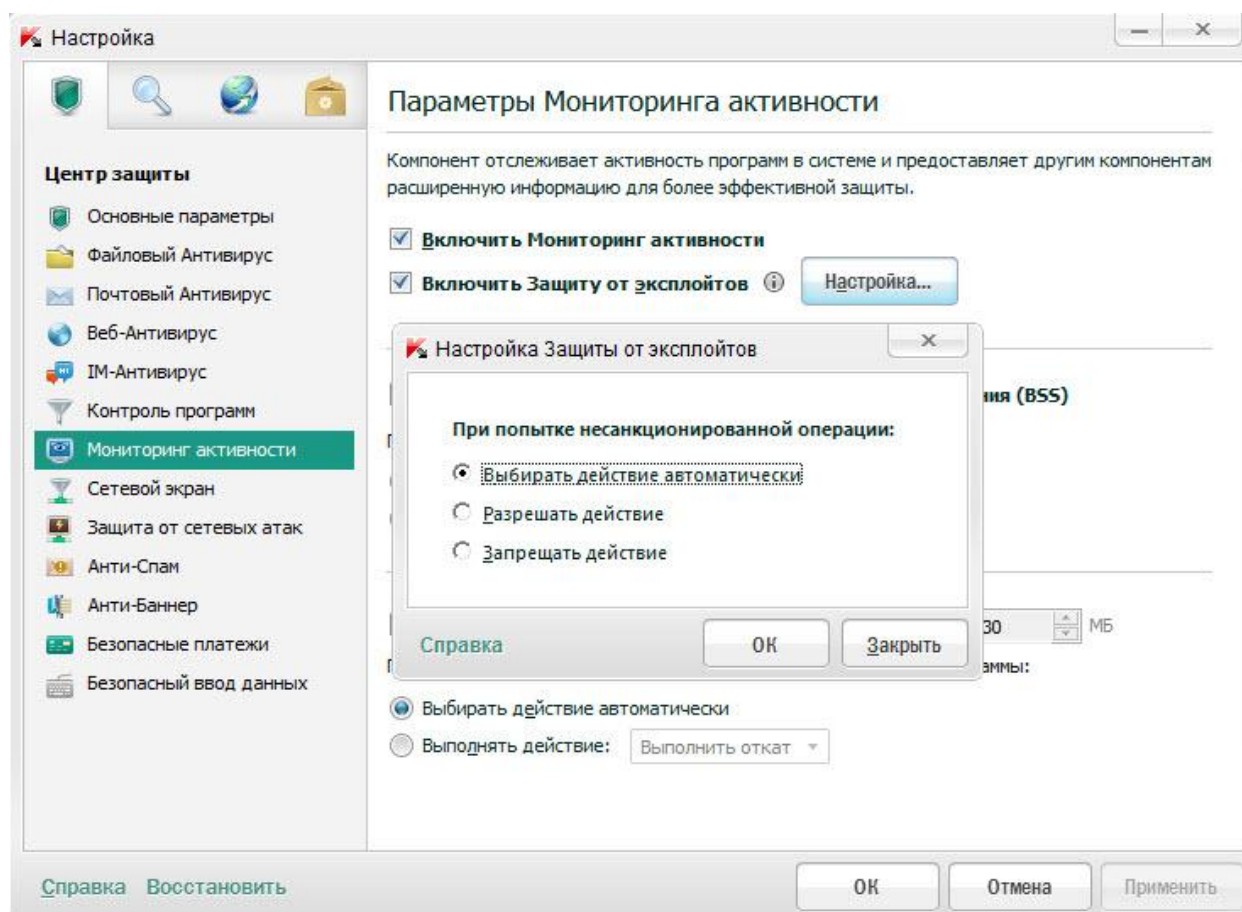 Настройка
Центр защиты
Основные параметры
Файловый Антивирус
Почтовый Антивирус
Веб-Антивирус
IM-Антивирус
Контроль программ
Мониторинг активности
Сетевой экран
Защита от сетевых атак
Анти-Спам
Анти-Баннер
Безопасные платежи
Безопасный ввод данных
Параметры Мониторинга активности
Компонент отслеживает активность программ в системе и предоставляет другим компонентам
расширенную информацию для более эффективной защиты.
Включить Мониторинг активности
Включить Защиту от эксплойтов
Настройка...
(BSS)
Настройка Защиты от эксплойтов
При попытке несанкционированной операции:
Выбирать действие автоматически
Разрешать действие
Запрещать действие
Справка
ОК
Закрыть
30 МБ
Выбирать действие автоматически
Выполнять действие: Выполнить откат
Справка Восстановить
ОК
Отмена
Применить